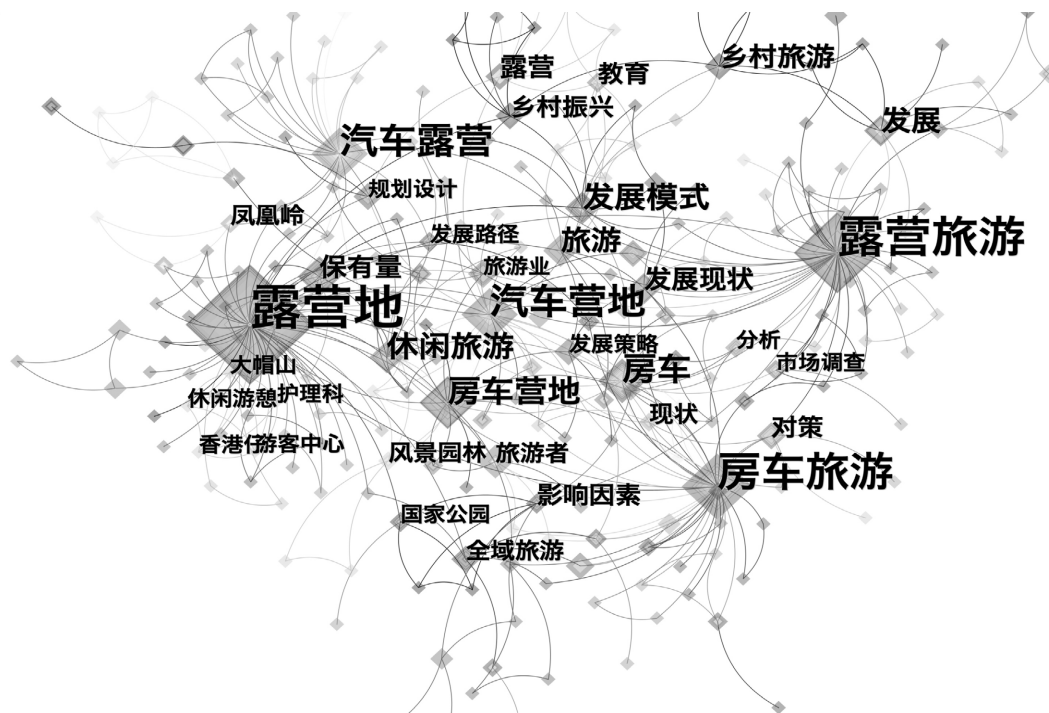 露营
教育
乡村旅游
乡村振兴
发展
汽车露营
规划设计
发展模式
凤凰岭
发展路径
旅游
露营旅游
保有量
旅游业
发展现状
露营地
汽车营地
休闲旅游
发展策略
分析
大帽山
房车
市场调查
休闲游憩
护理科
房车营地
现状
对策
香港仔
游客中心
风景园林
旅游者
房车旅游
影响因素
国家公园
全域旅游